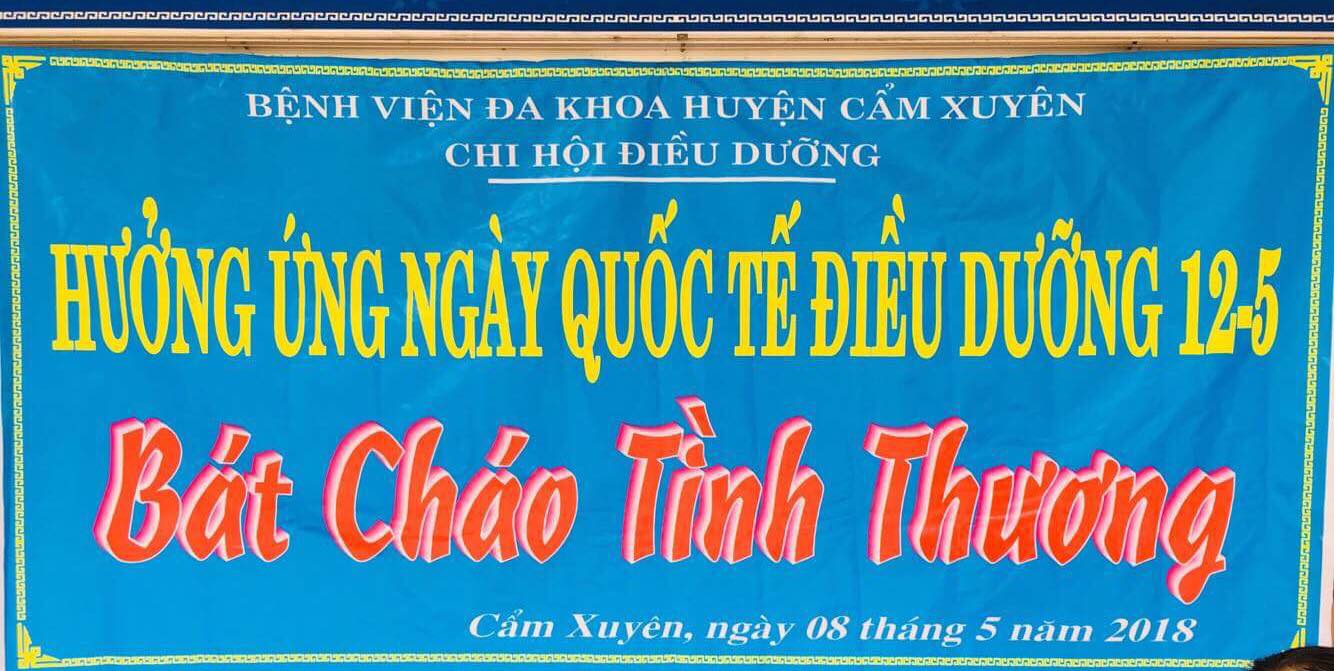 BỆNH VIỆN ĐA KHOA HUYỆN CẨM XUYÊN
CHI HỘI ĐIỀU DƯỠNG
HƯỞNG ỨNG NGÀY QUỐC TẾ ĐIỀU DƯỠNG 12-5
Bát Cháo Tình Thương
Cẩm Xuyên, ngày 08 tháng 5 năm 2018